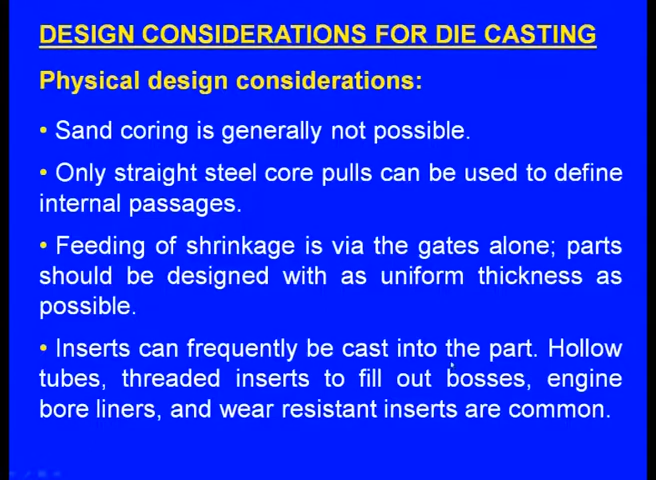 DESIGN CONSIDERATIONS FOR DIE CASTING
Physical design considerations:
• Sand coring is generally not possible.
• Only straight steel core pulls can be used to define
internal passages.
• Feeding of shrinkage is via the gates alone; parts
should be designed with as uniform thickness as
possible.
• Inserts can frequently be cast into the part. Hollow
tubes, threaded inserts to fill out bosses, engine
bore liners, and wear resistant inserts are common.